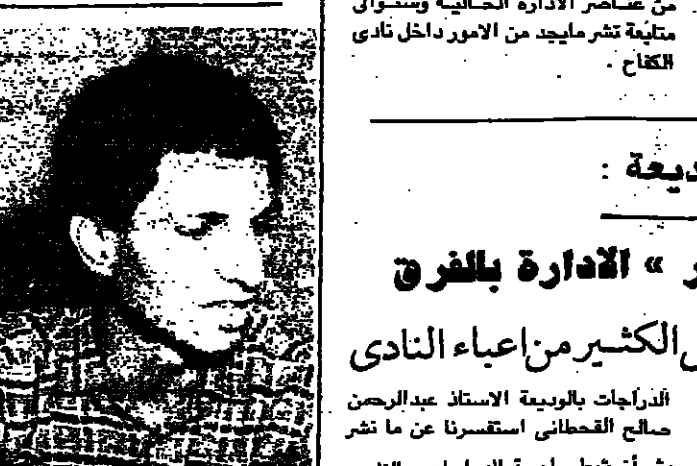 من عناصر الادارة الحالية وسنوالى
متابعة نشر مايجد من الامور داخل نادى
الكفاح .
ديعة :
ر » الادارة بالفرق
الكثير من اعباء النادى
الدراجات بالوديعة الاستاذ عبدالرحمن
صالح القحطانى استفسرنا عن ما نشر